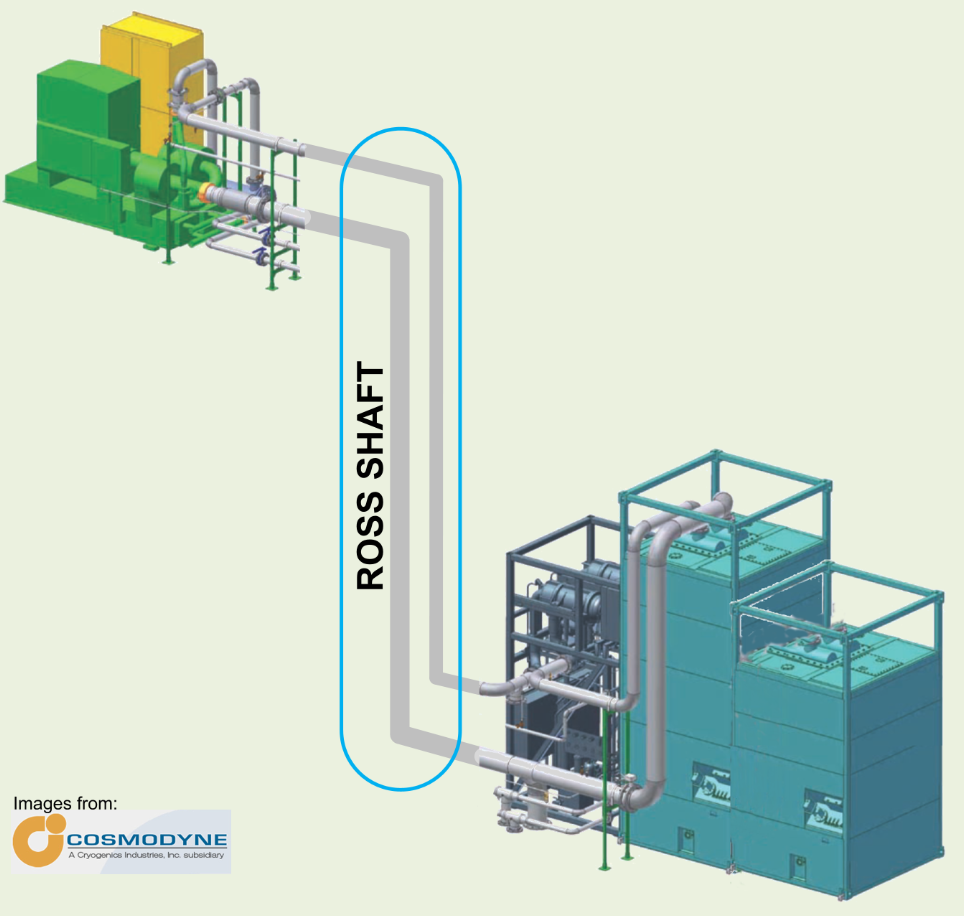 ROSS SHAFT
Images from:
COSMODYNE
A Cryogenics Industries, Inc. subsidiary